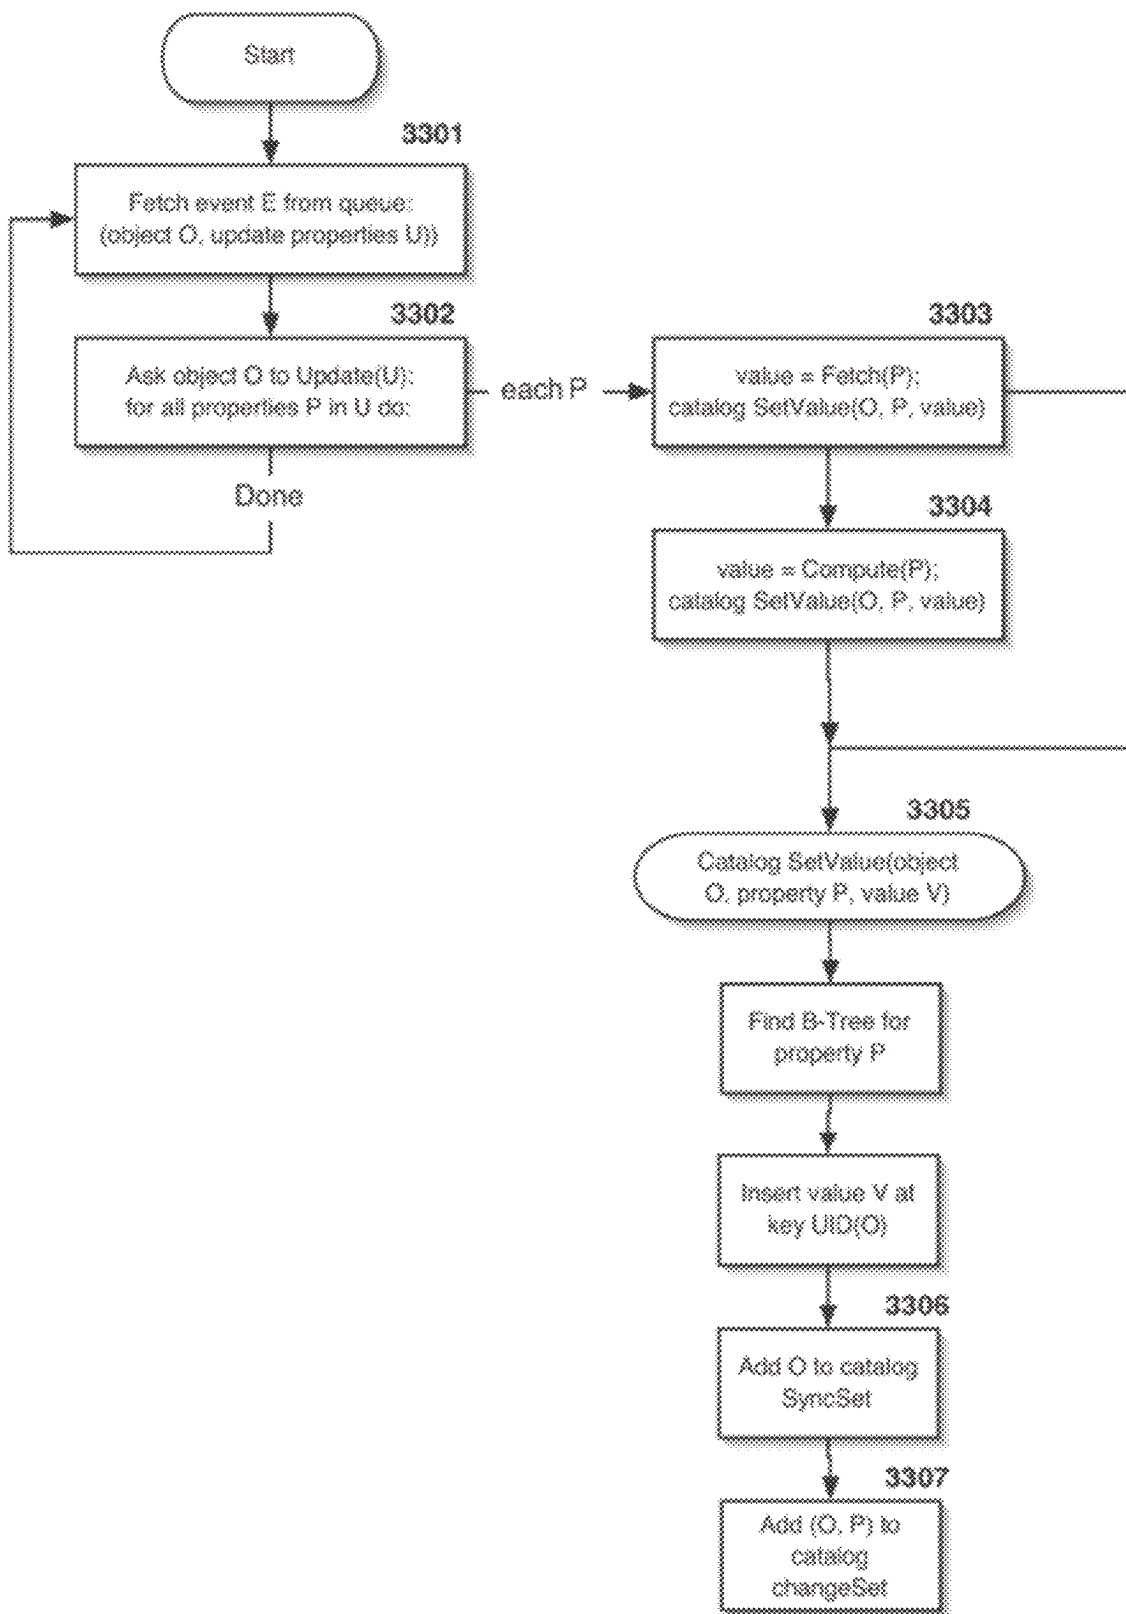 Start
3301
Fetch event E from queue:
(object O, update properties U))
3302
Ask object O to Update(U):
for all properties P in U do:
each P
Done
3303
value = Fetch(P);
catalog SetValue(O, P, value)
3304
value = Compute(P);
catalog SetValue(O, P, value)
3305
Catalog SetValue(object
O, property P, value V)
Find B-Tree for
property P
Insert value V at
key UID(O)
3306
Add O to catalog
SyncSet
3307
Add (O, P) to
catalog
changeSet